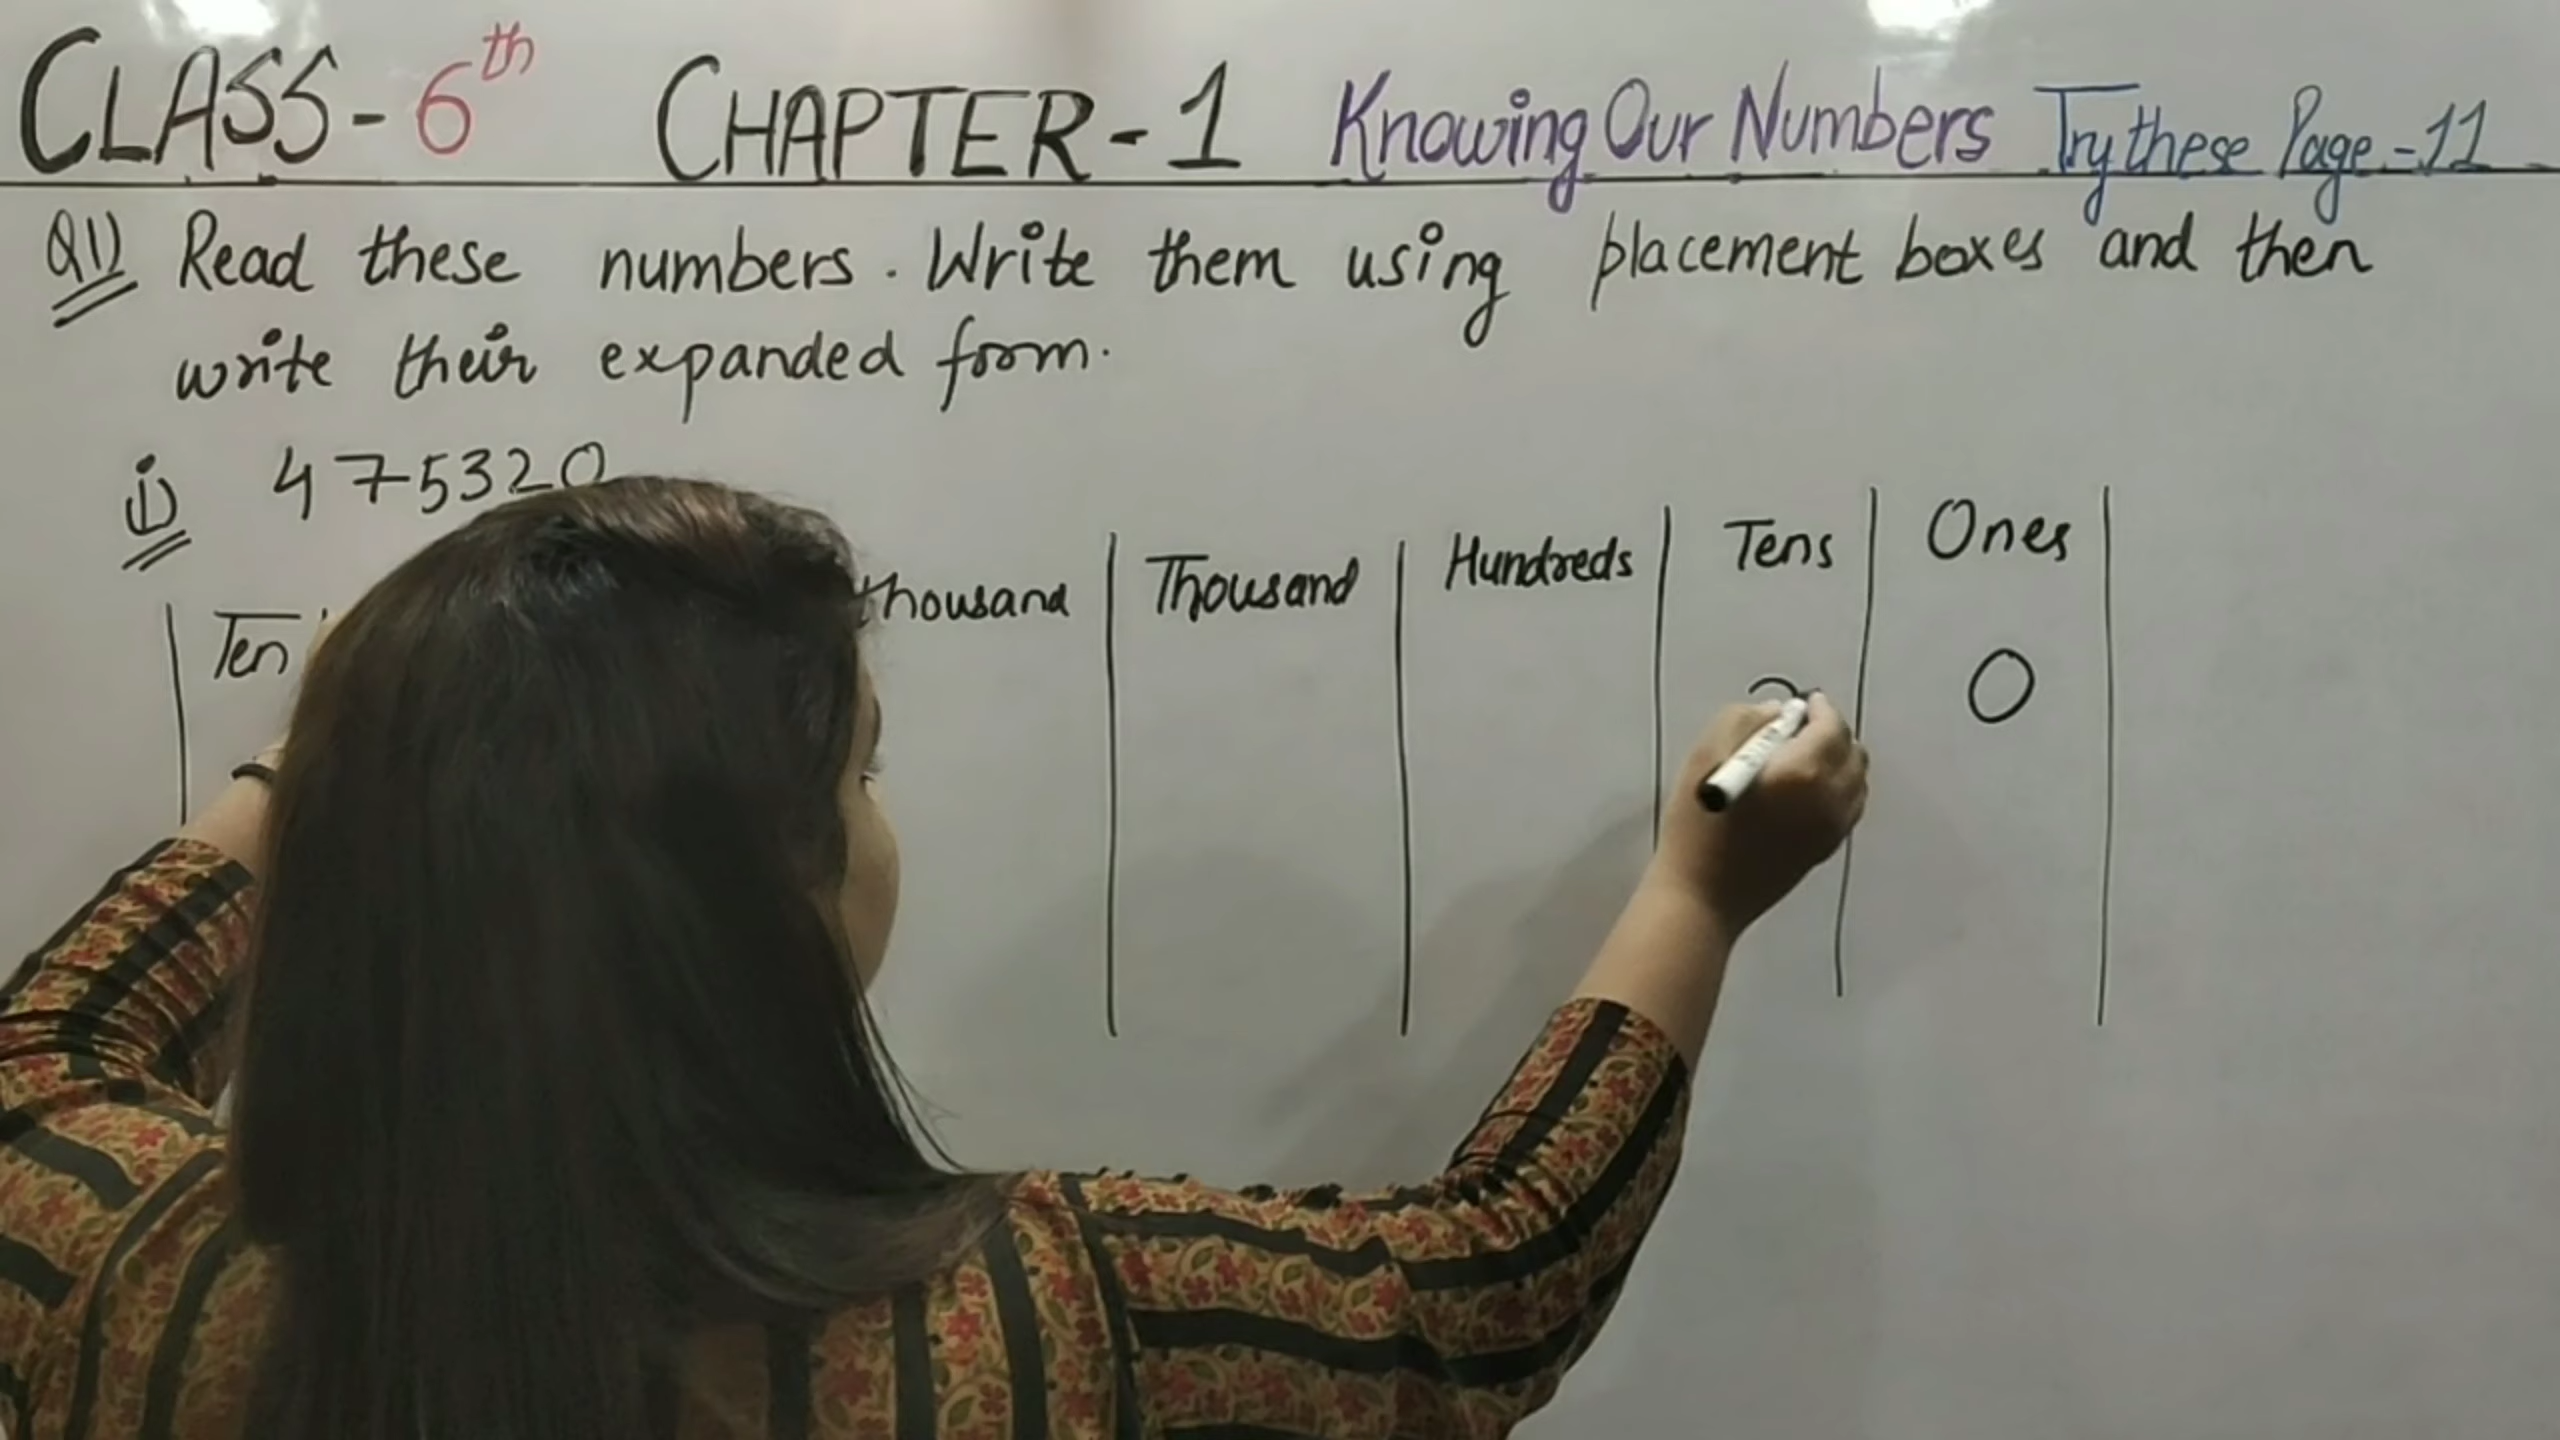 CLASS - 6th CHAPTER - 1 Knowing Our Numbers Try these Page - 11
Q1) Read these numbers. Write them using placement boxes and then
write their expanded form.
i) 475320
Ten thousand Thousand Hundreds Tens Ones
0